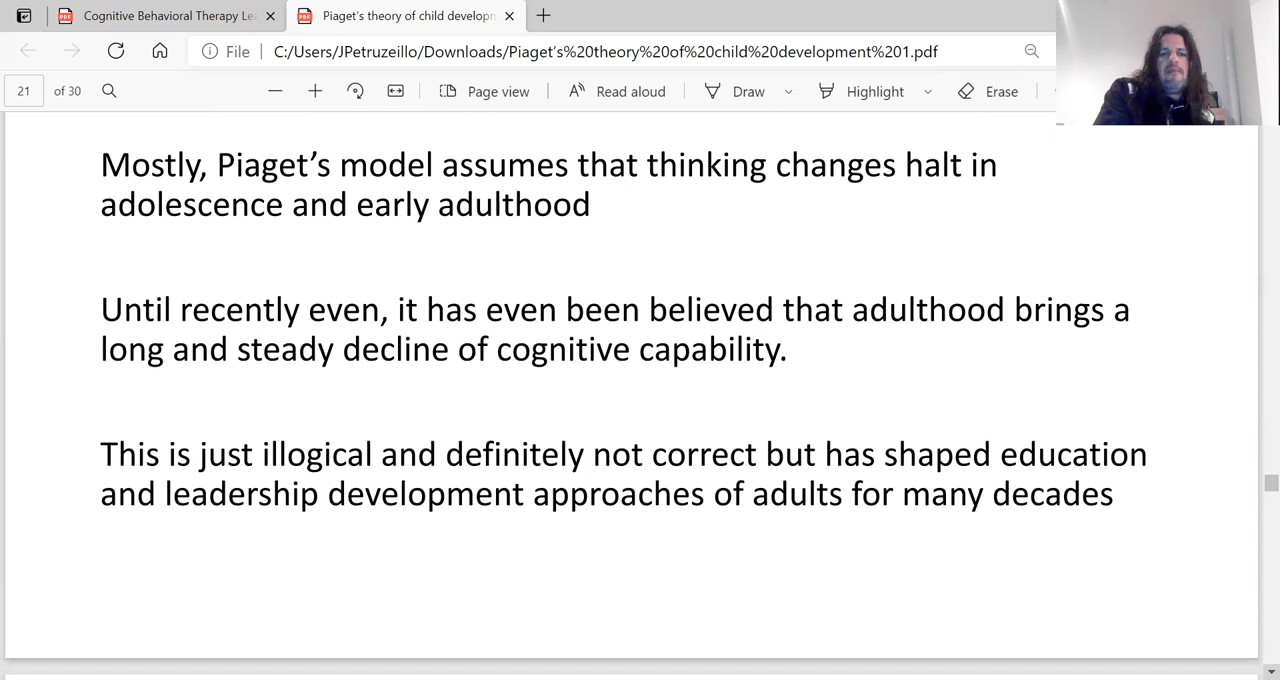 Cognitive Behavioral Therapy Le
Piaget's theory of child developm
File
C:/Users/JPetruzeillo/Downloads/Piaget's%20theory%20of%20child%20development%201.pdf
21
of 30
Page view
Read aloud
Draw
Highlight
Erase
Mostly, Piaget's model assumes that thinking changes halt in
adolescence and early adulthood
Until recently even, it has even been believed that adulthood brings a
long and steady decline of cognitive capability.
This is just illogical and definitely not correct but has shaped education
and leadership development approaches of adults for many decades